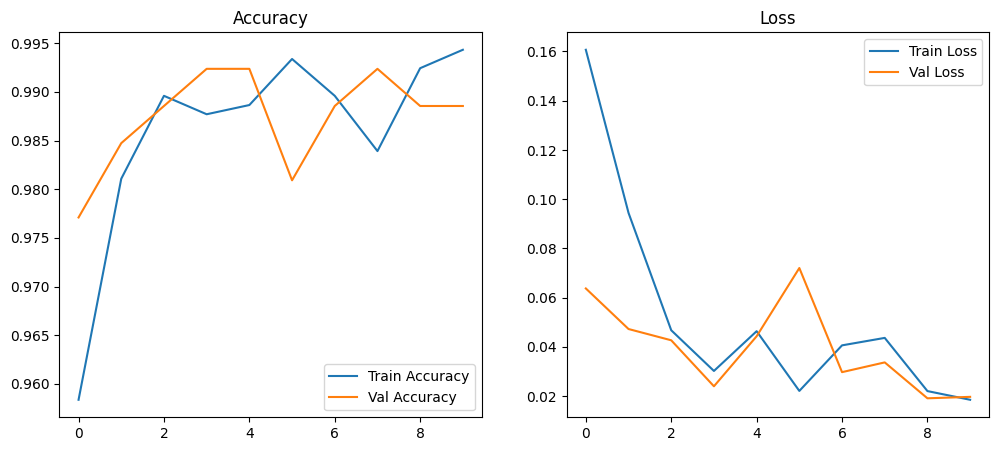 Accuracy
0.995
0.990
0.985
0.980
0.975
0.970
0.965
0.960
0 2 4 6 8
Train Accuracy
Val Accuracy
Loss
0.16
0.14
0.12
0.10
0.08
0.06
0.04
0.02
0 2 4 6 8
Train Loss
Val Loss